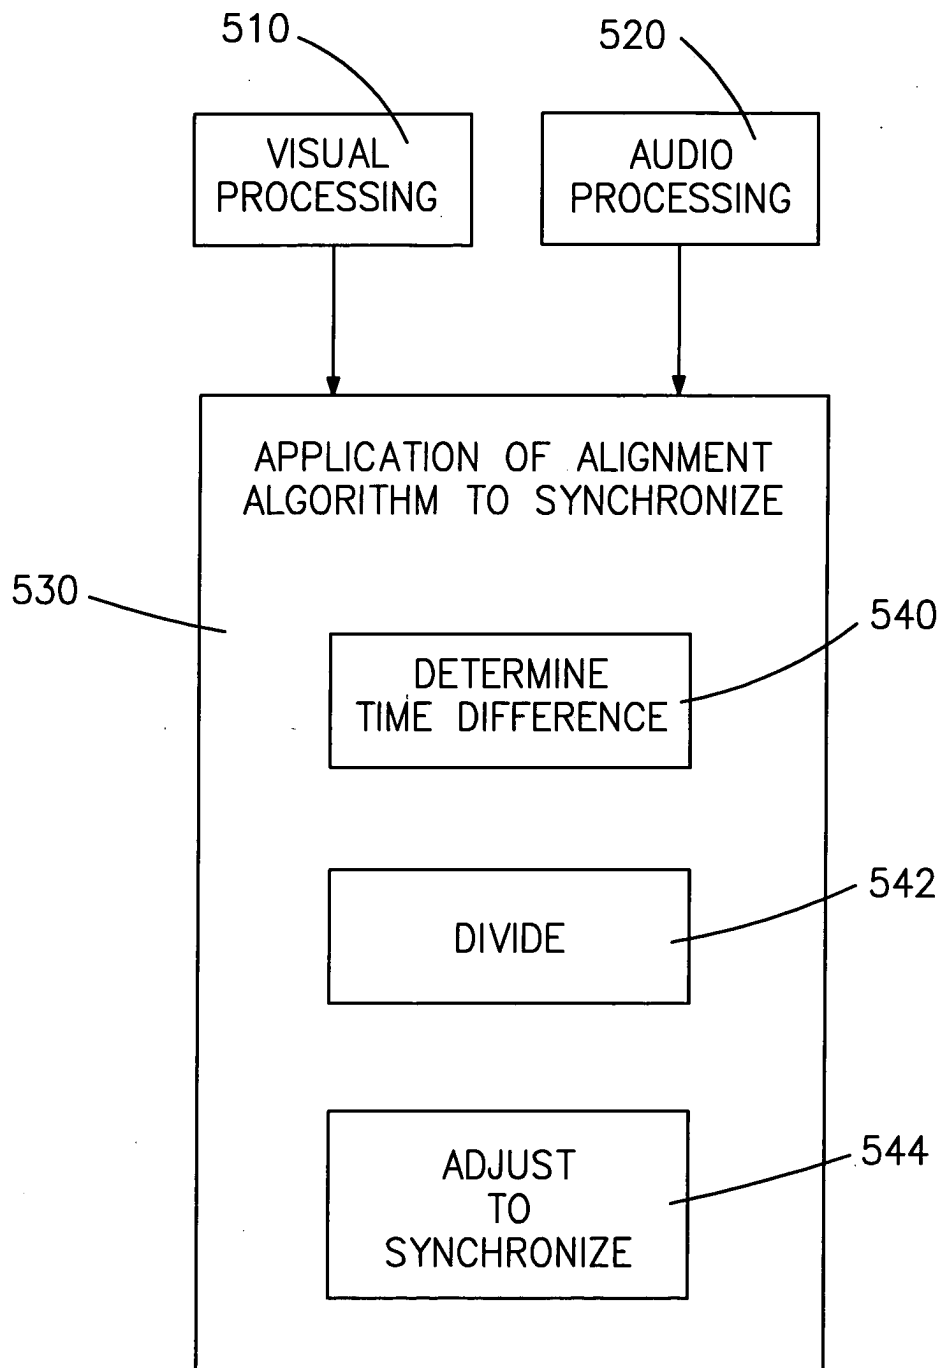 510
520
VISUAL
PROCESSING
AUDIO
PROCESSING
APPLICATION OF ALIGNMENT
ALGORITHM TO SYNCHRONIZE
530
540
DETERMINE
TIME DIFFERENCE
542
DIVIDE
544
ADJUST
TO
SYNCHRONIZE